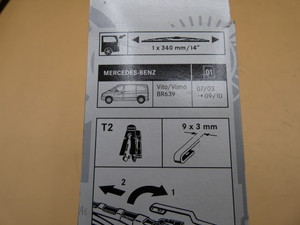 1 x 340 mm/14"
MERCEDES-BENZ 01
Vito/Viano 07/03
BR639 → 09/10
T2 9 x 3 mm
2 1